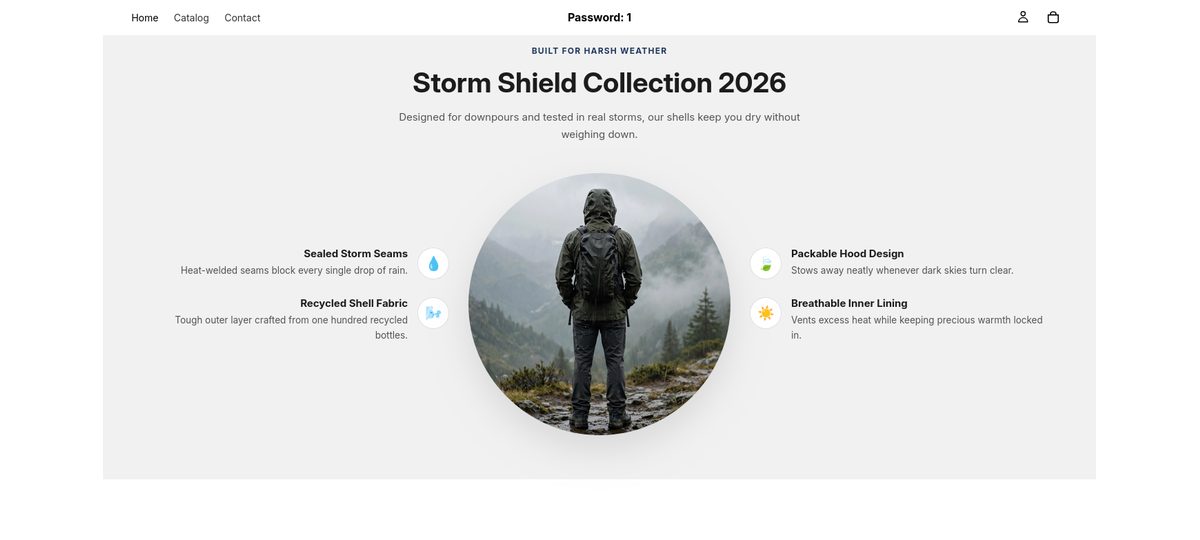 Home
Catalog
Contact
Password: 1
BUILT FOR HARSH WEATHER
Storm Shield Collection 2026
Designed for downpours and tested in real storms, our shells keep you dry without
weighing down.
Sealed Storm Seams
Heat-welded seams block every single drop of rain.
Recycled Shell Fabric
Tough outer layer crafted from one hundred recycled
bottles.
Packable Hood Design
Stows away neatly whenever dark skies turn clear.
Breathable Inner Lining
Vents excess heat while keeping precious warmth locked
in.